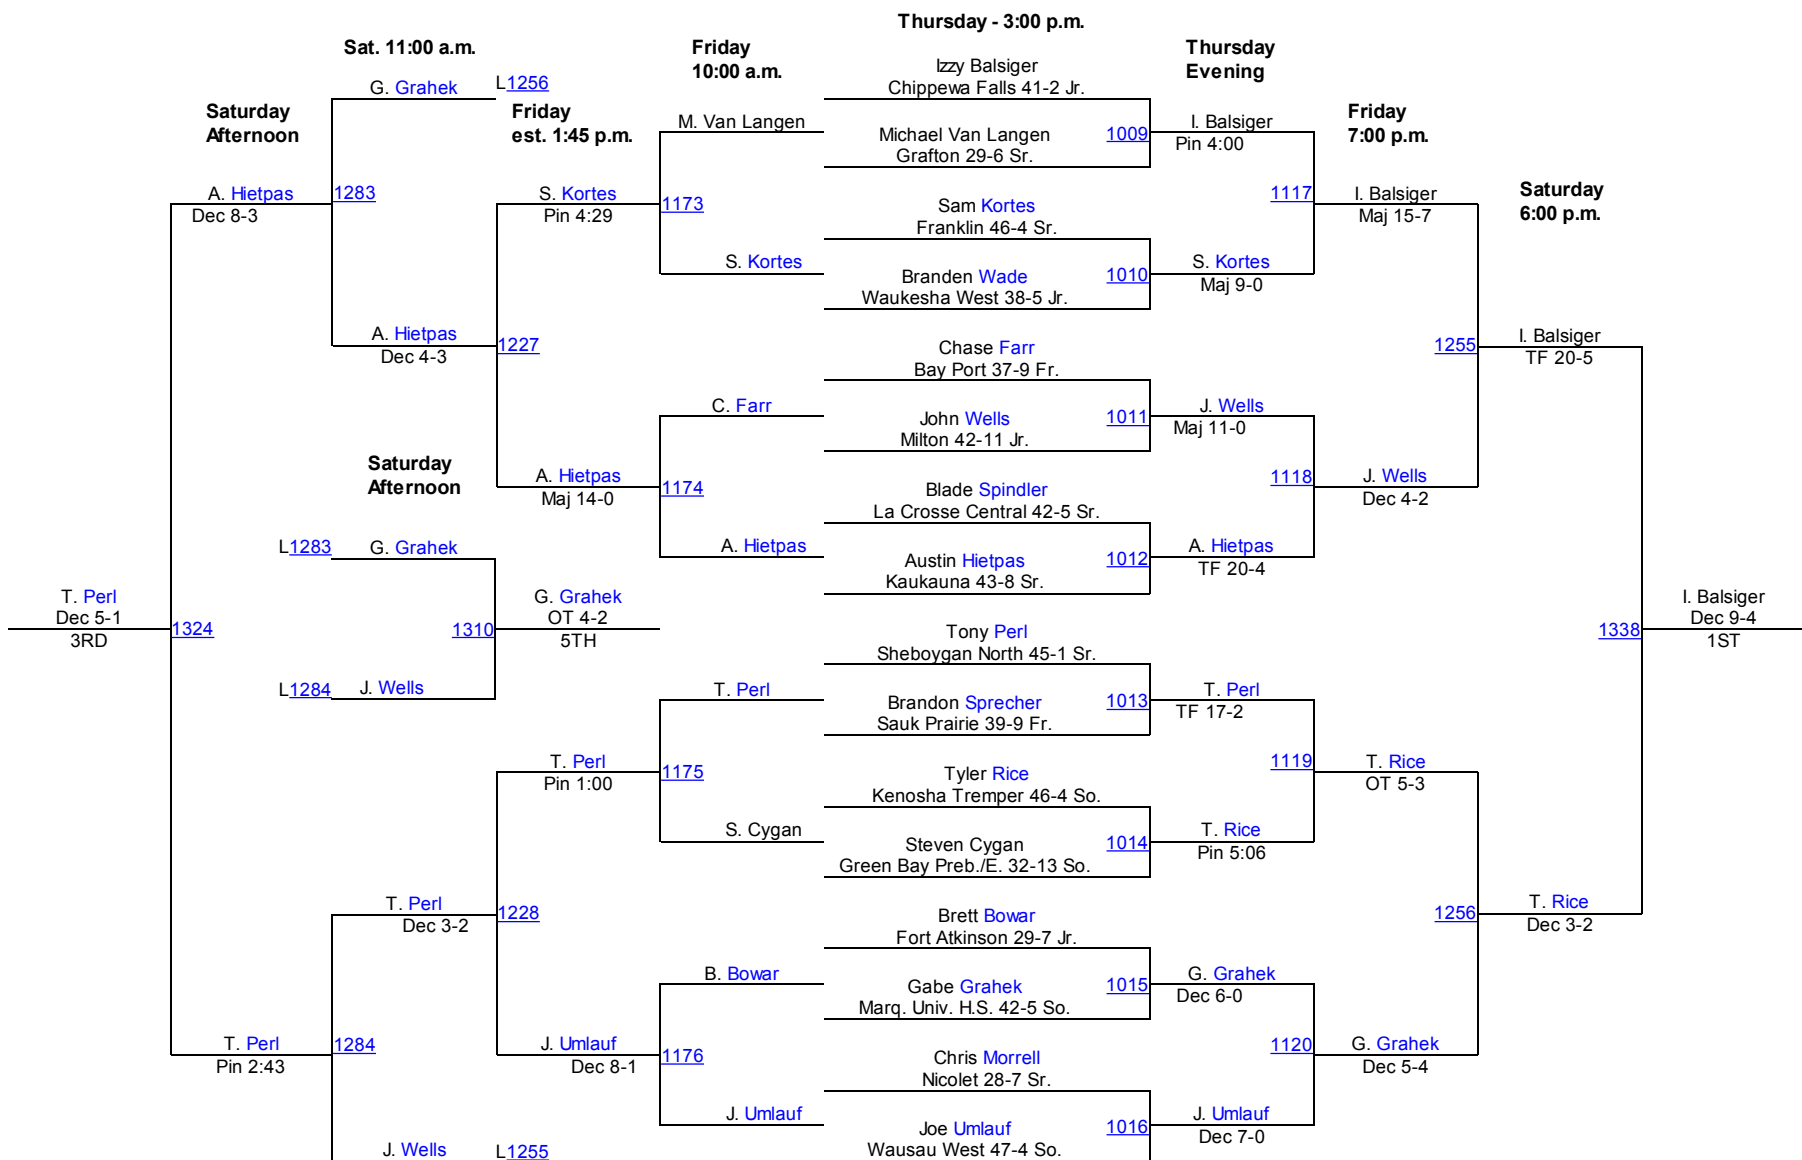 Thursday - 3:00 p.m.
Sat. 11:00 a.m.
Friday
10:00 a.m.
Thursday
Evening
Izzy Balsiger
Chippewa Falls 41-2 Jr.
G. Grahek
L1256
Saturday
Afternoon
Friday
est. 1:45 p.m.
Friday
7:00 p.m.
M. Van Langen
Michael Van Langen
Grafton 29-6 Sr.
1009
I. Balsiger
Pin 4:00
A. Hietpas
Dec 8-3
1283
S. Kortes
Pin 4:29
1173
Sam Kortes
Franklin 46-4 Sr.
1117
I. Balsiger
Maj 15-7
Saturday
6:00 p.m.
S. Kortes
Branden Wade
Waukesha West 38-5 Jr.
1010
S. Kortes
Maj 9-0
A. Hietpas
Dec 4-3
1227
Chase Farr
Bay Port 37-9 Fr.
1255
I. Balsiger
TF 20-5
C. Farr
John Wells
Milton 42-11 Jr.
1011
J. Wells
Maj 11-0
Saturday
Afternoon
A. Hietpas
Maj 14-0
1174
Blade Spindler
La Crosse Central 42-5 Sr.
1118
J. Wells
Dec 4-2
L1283
G. Grahek
A. Hietpas
Austin Hietpas
Kaukauna 43-8 Sr.
1012
A. Hietpas
TF 20-4
T. Perl
Dec 5-1
3RD
1324
1310
G. Grahek
OT 4-2
5TH
Tony Perl
Sheboygan North 45-1 Sr.
1338
I. Balsiger
Dec 9-4
1ST
L1284
J. Wells
T. Perl
Brandon Sprecher
Sauk Prairie 39-9 Fr.
1013
T. Perl
TF 17-2
T. Perl
Pin 1:00
1175
Tyler Rice
Kenosha Tremper 46-4 So.
1119
T. Rice
OT 5-3
S. Cygan
Steven Cygan
Green Bay Preb./E. 32-13 So.
1014
T. Rice
Pin 5:06
T. Perl
Dec 3-2
1228
Brett Bowar
Fort Atkinson 29-7 Jr.
1256
T. Rice
Dec 3-2
B. Bowar
Gabe Grahek
Marq. Univ. H.S. 42-5 So.
1015
G. Grahek
Dec 6-0
T. Perl
Pin 2:43
1284
J. Umlauf
Dec 8-1
1176
Chris Morrell
Nicolet 28-7 Sr.
1120
G. Grahek
Dec 5-4
J. Umlauf
Joe Umlauf
Wausau West 47-4 So.
1016
J. Umlauf
Dec 7-0
J. Wells
L1255